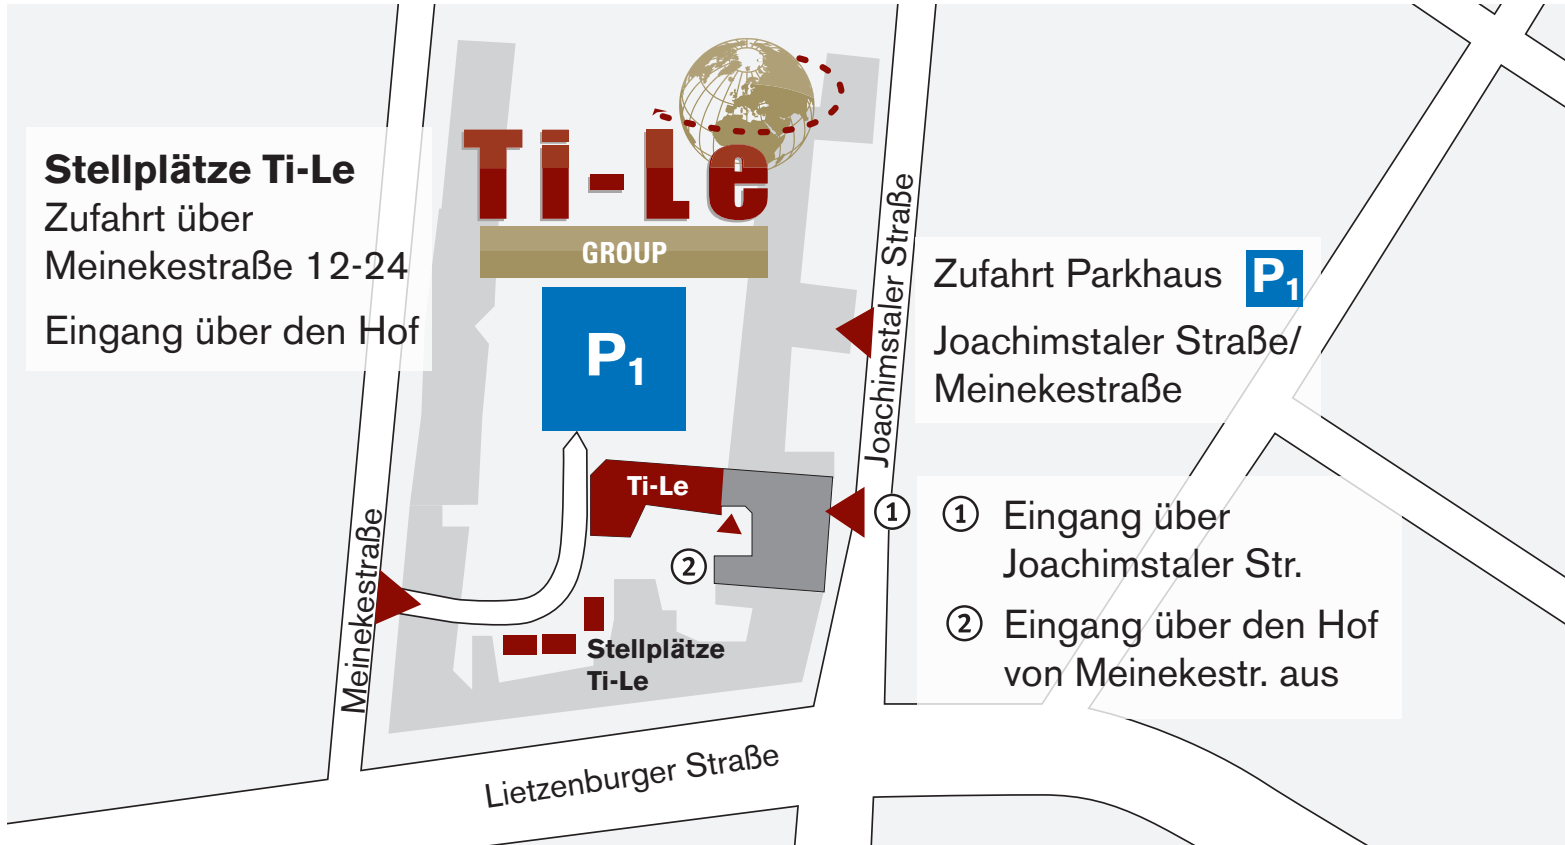 Stellplätze Ti-Le
Zufahrt über
Meinekestraße 12-24
Eingang über den Hof
Ti-Le
GROUP
P1
Joachimstaler Straße
Zufahrt Parkhaus P1
Joachimstaler Straße/
Meinekestraße
Ti-Le
1
2
1 Eingang über
Joachimstaler Str.
2 Eingang über den Hof
von Meinekestr. aus
Meinekestraße
Stellplätze
Ti-Le
Lietzenburger Straße